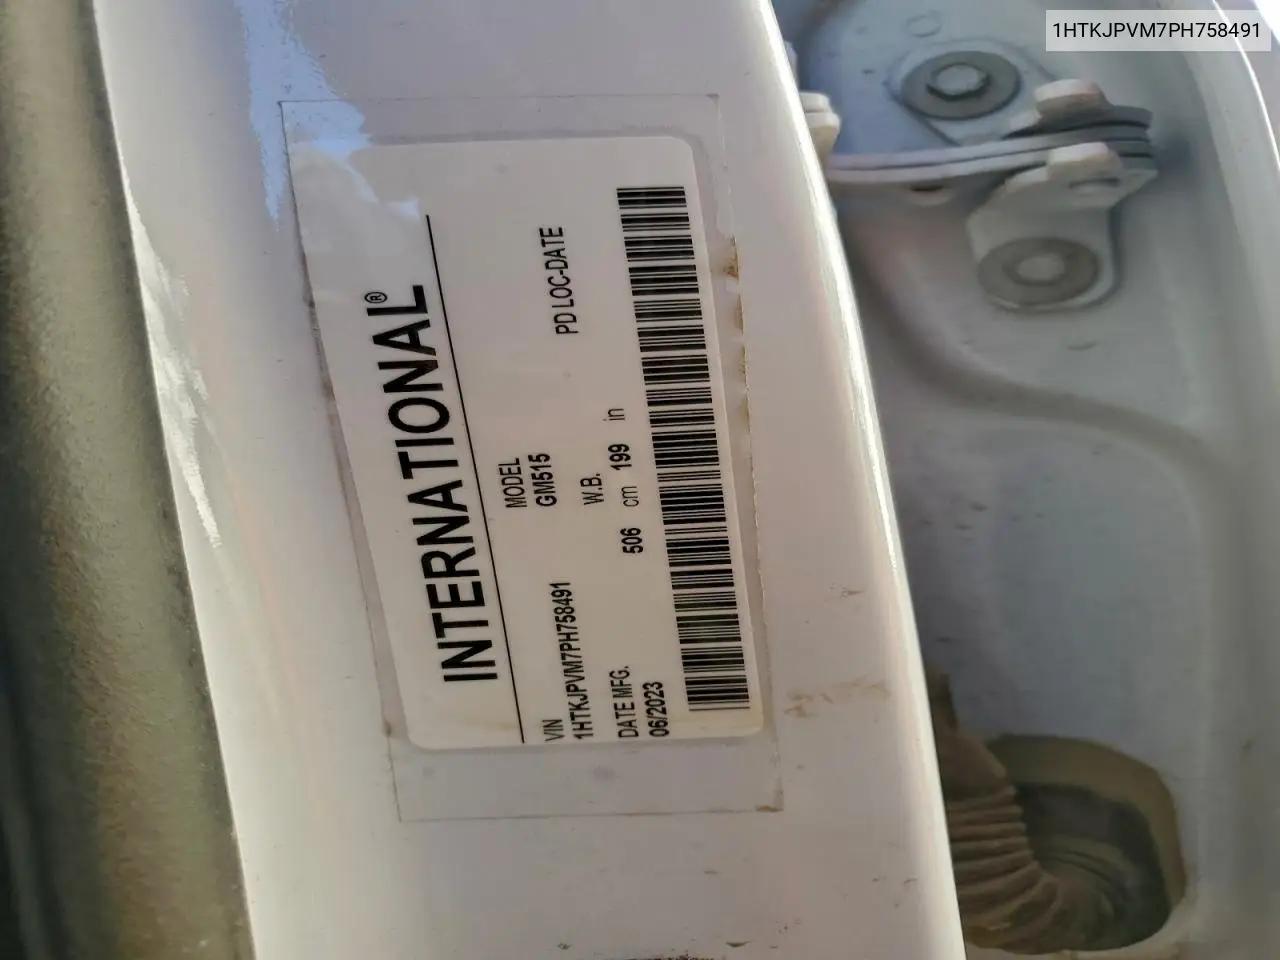 1HTKJPVM7PH758491
INTERNATIONAL®
VIN MODEL
1HTKJPVM7PH758491 GM515 PD LOC-DATE
DATE MFG. W.B.
06/2023 506 cm 199 in